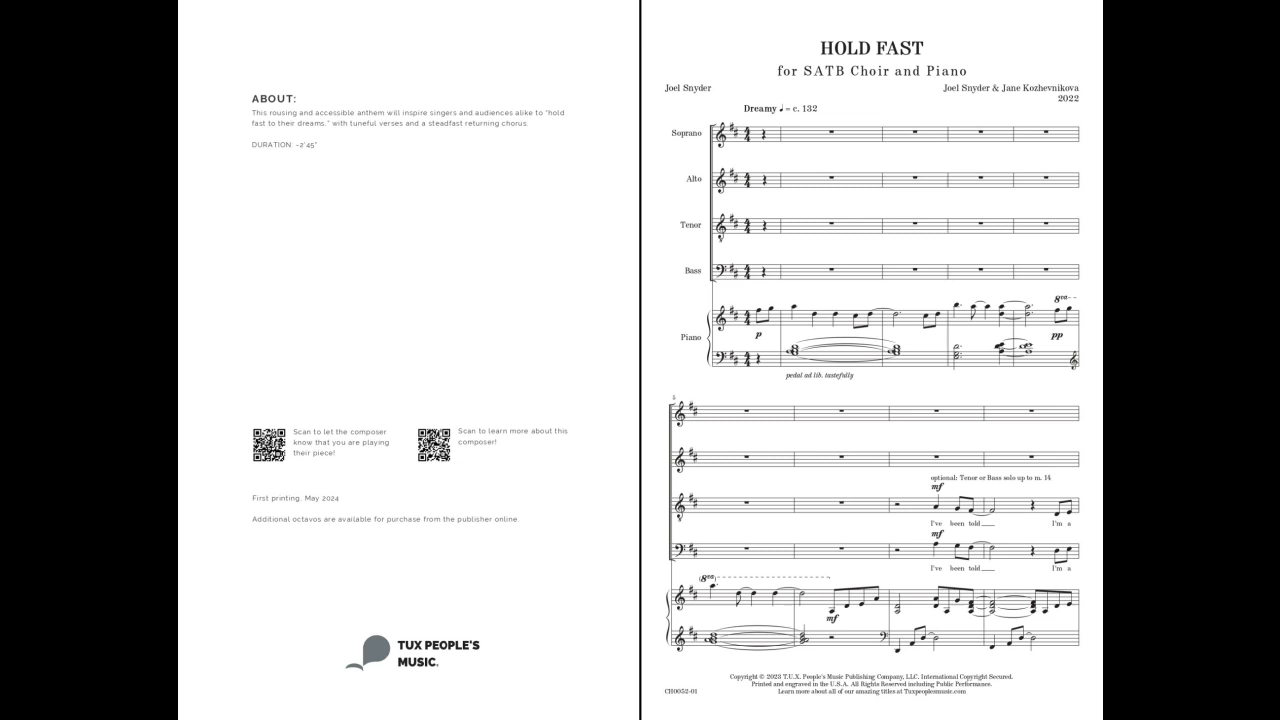 ABOUT:
This rousing and accessible anthem will inspire singers and audiences alike to "hold
fast to their dreams," with tuneful verses and a steadfast returning chorus.
DURATION: ~2'45"
Scan to let the composer
know that you are playing
their piece!
Scan to learn more about this
composer!
First printing, May 2024
Additional octavos are available for purchase from the publisher online
TUX PEOPLE'S
MUSIC.
HOLD FAST
for SATB Choir and Piano
Joel Snyder
Joel Snyder & Jane Kozhevnikova
2022
Dreamy ♩ = c. 132
Soprano
Alto
Tenor
Bass
8va
Piano
p
pp
pedal ad lib. tastefully
5
optional: Tenor or Bass solo up to m. 14
mf
I've been told____ I'm a
mf
I've been told____ I'm a
8va
mf
Copyright © 2023 T.U.X. People's Music Publishing Company, LLC. International Copyright Secured.
Printed and engraved in the U.S.A. All Rights Reserved including Public Performance.
CH0052-01
Learn more about all of our amazing titles at Tuxpeoplesmusic.com